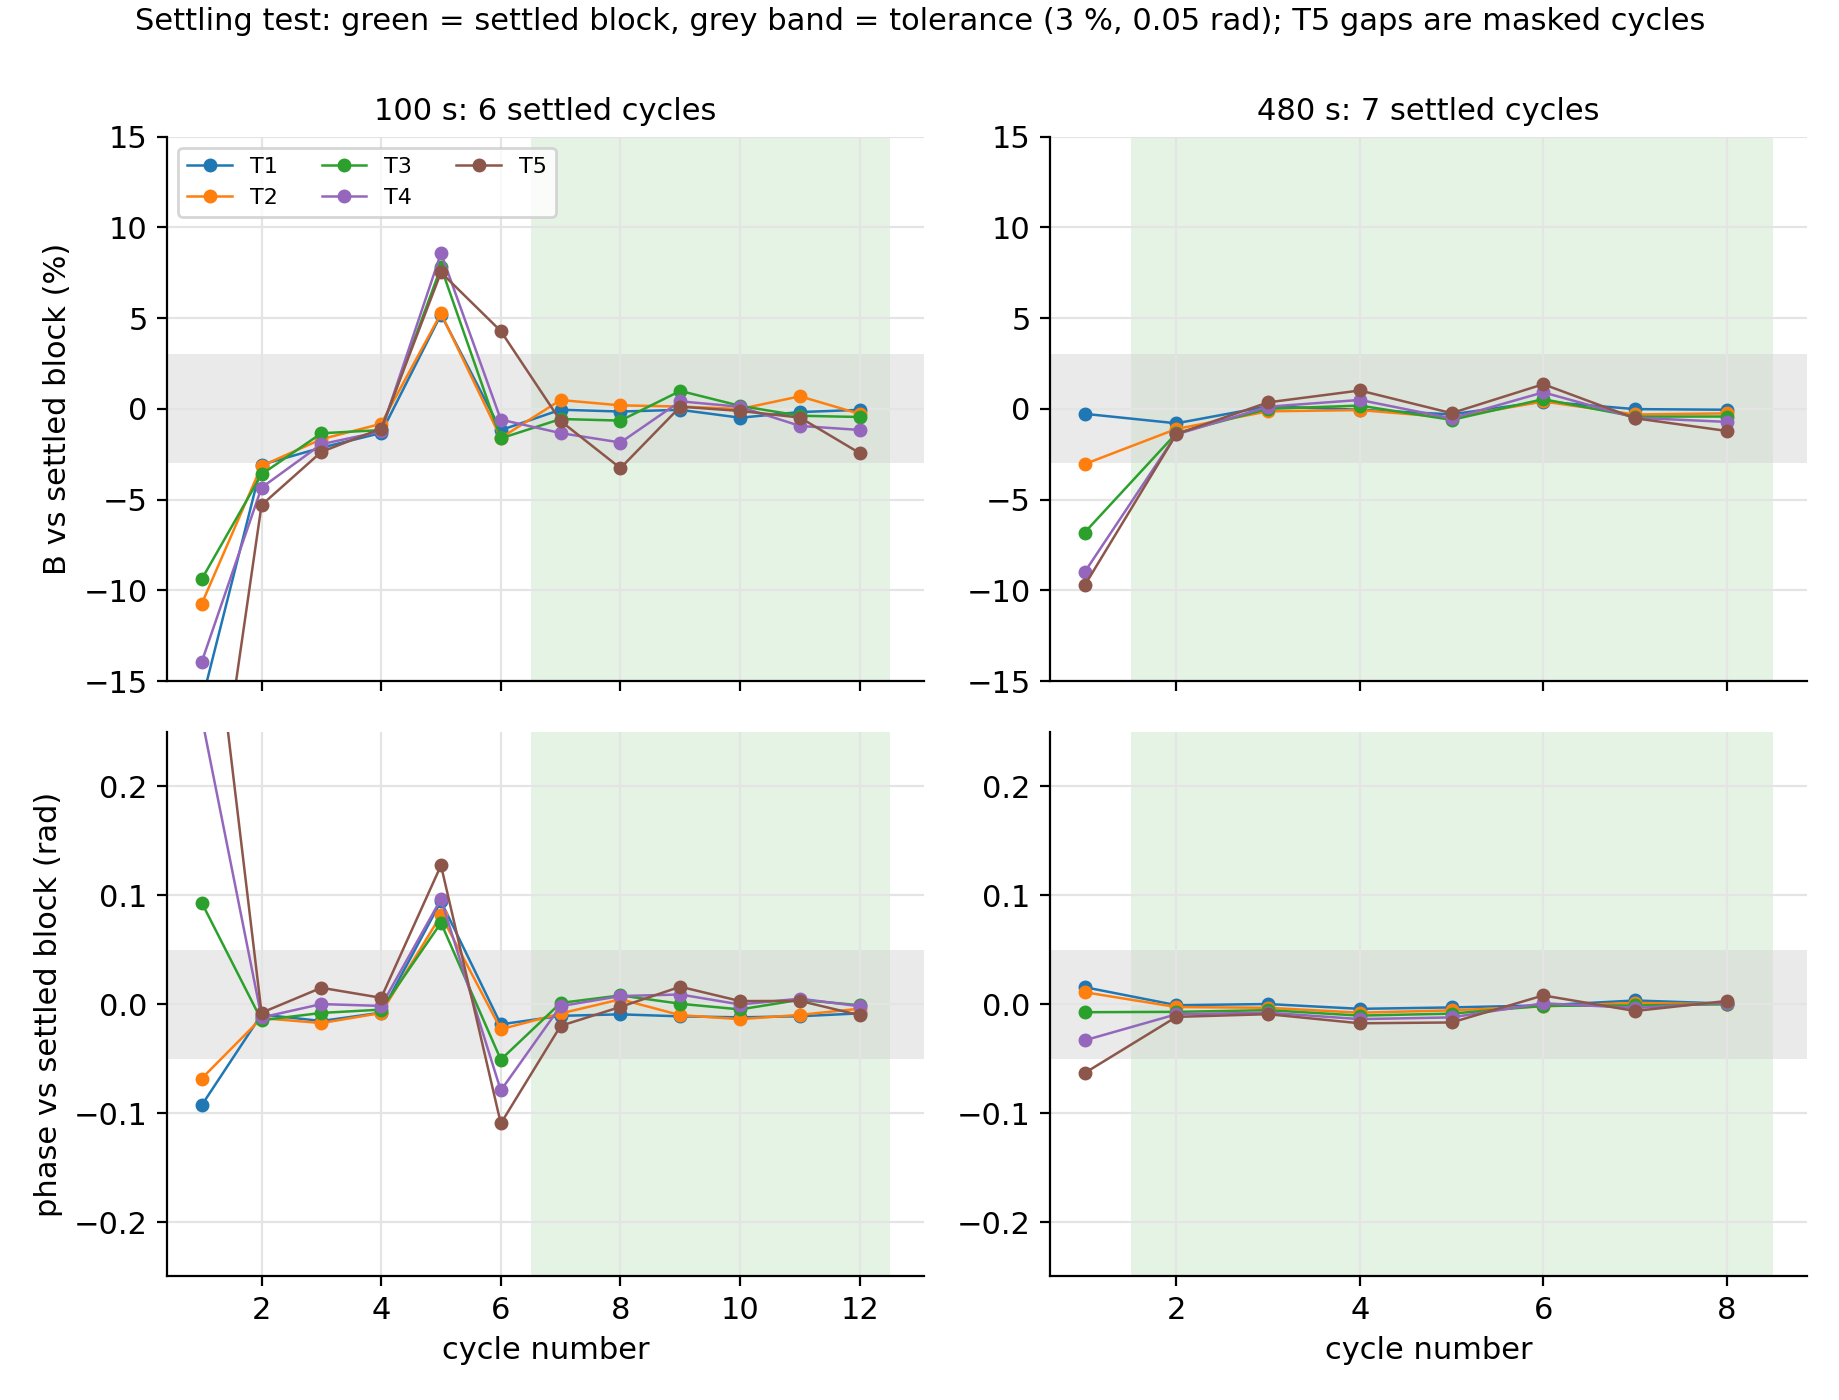 Settling test: green = settled block, grey band = tolerance (3 %, 0.05 rad); T5 gaps are masked cycles
100 s: 6 settled cycles
480 s: 7 settled cycles
B vs settled block (%)
15
10
5
0
−5
−10
−15
T1
T2
T3
T4
T5
15
10
5
0
−5
−10
−15
phase vs settled block (rad)
0.2
0.1
0.0
−0.1
−0.2
2 4 6 8 10 12
cycle number
0.2
0.1
0.0
−0.1
−0.2
2 4 6 8
cycle number